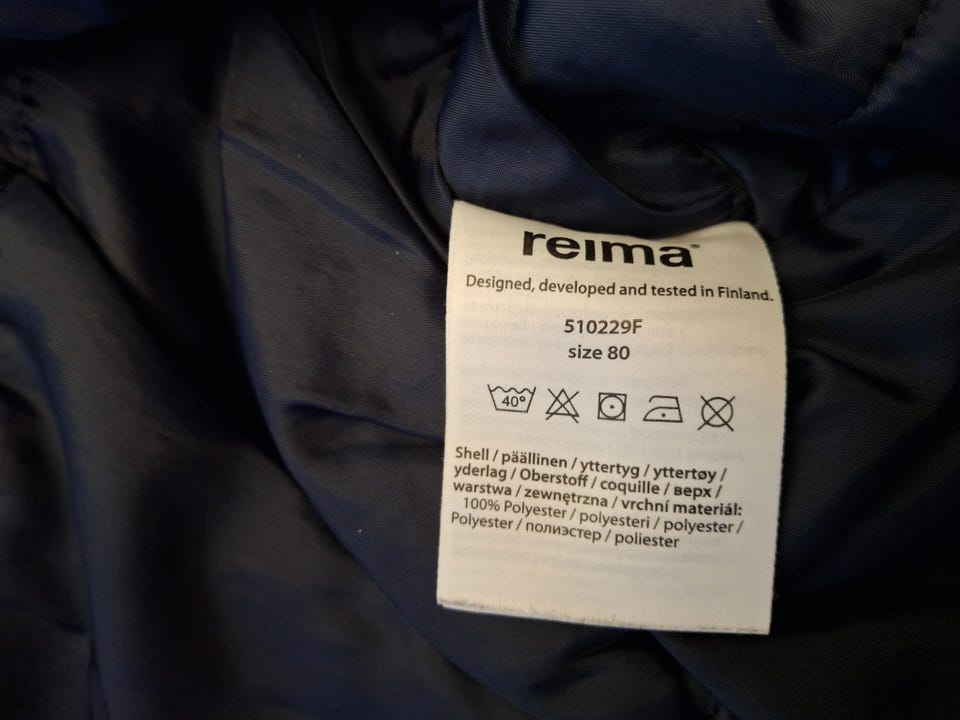 reima®
Designed, developed and tested in Finland.
510229F
size 80
40°
Shell / päällinen / yttertyg / yttertøy /
yderlag / Oberstoff / coquille / верх /
warstwa / zewnętrzna / vrchní materiál:
100% Polyester / polyesteri / polyester /
Polyester / полиэстер / poliester